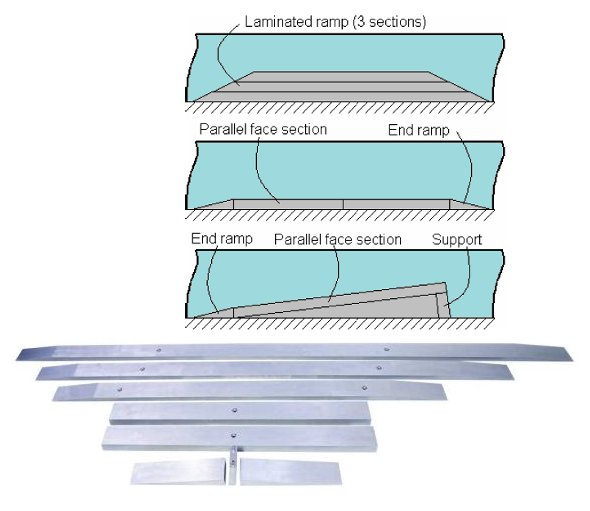 Laminated ramp (3 sections)
Parallel face section
End ramp
End ramp
Parallel face section
Support